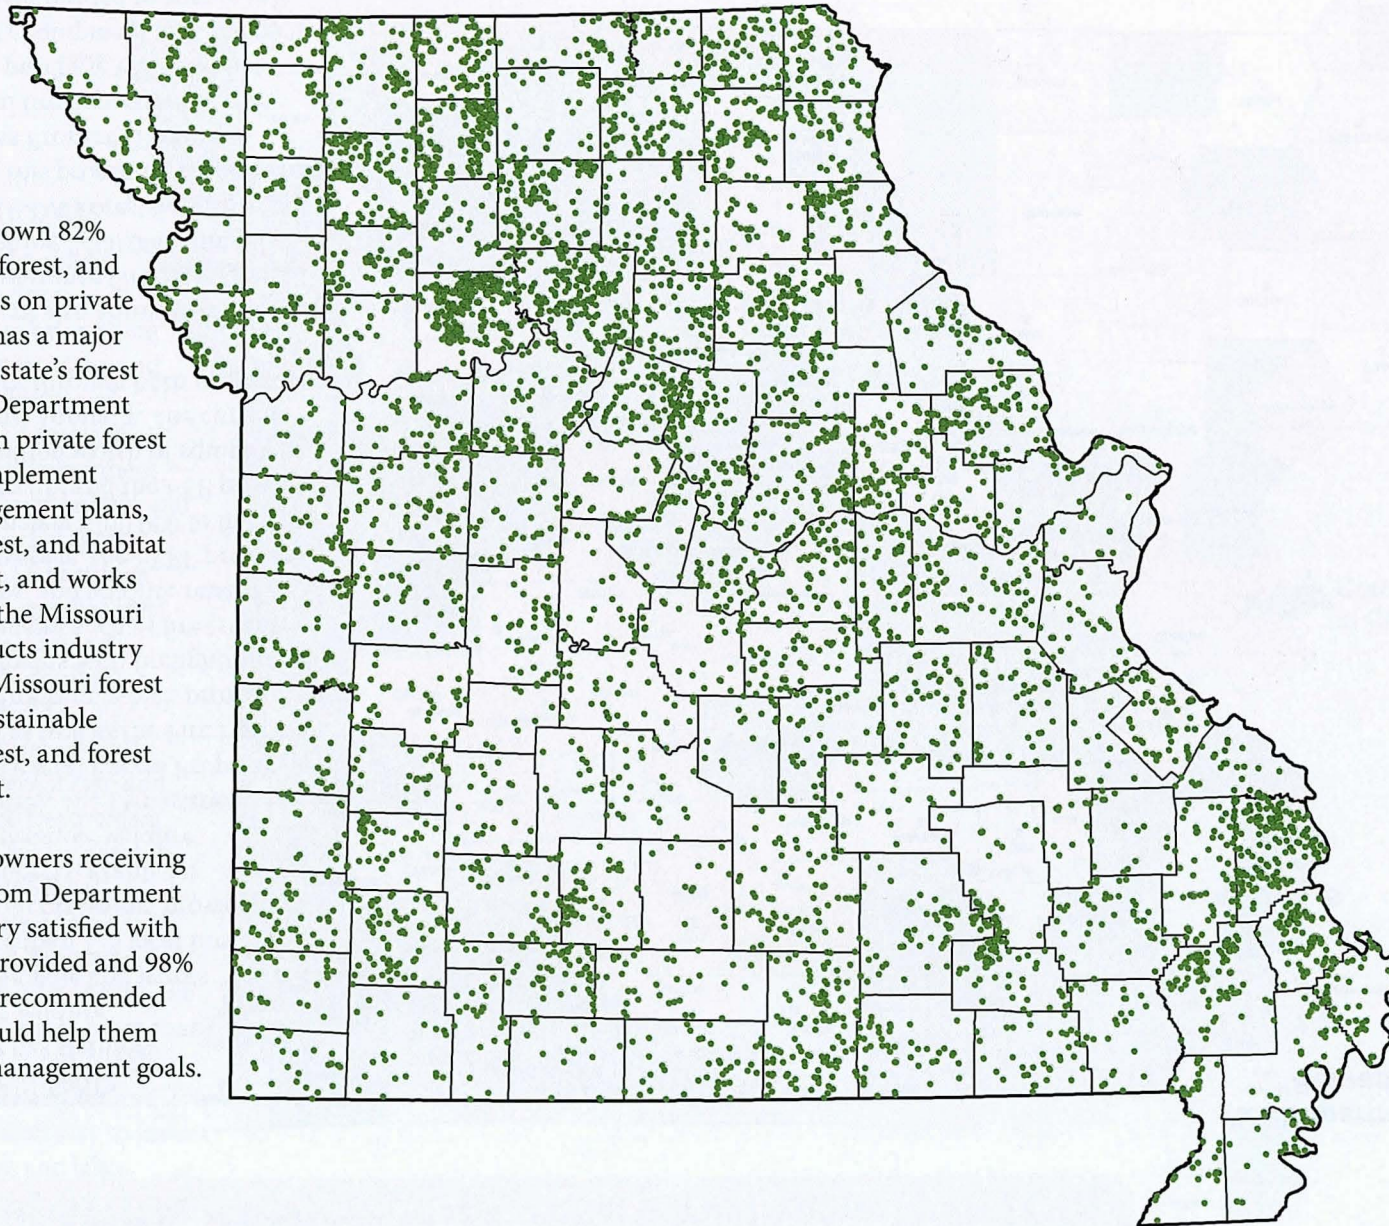 own 82%
forest, and
s on private
has a major
state's forest
Department
n private forest
plement
gement plans,
est, and habitat
t, and works
the Missouri
ucts industry
Missouri forest
stainable
est, and forest
t.
owners receiving
om Department
ry satisfied with
rovided and 98%
recommended
uld help them
nanagement goals.